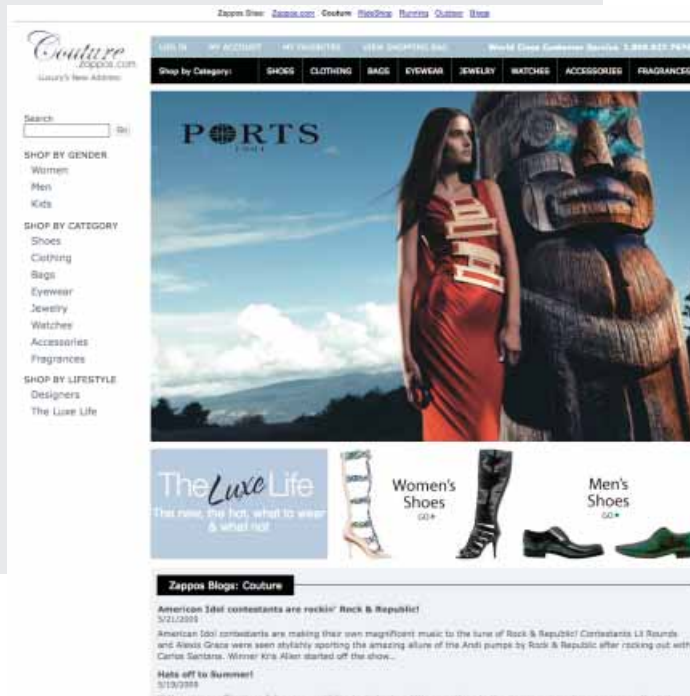 Zappos Sites: Zappos.com Couture RideShop Running Outdoor Blogs
Couture
.zappos.com
Luxury's New Address
LOG IN MY ACCOUNT MY FAVORITES VIEW SHOPPING BAG World Class Customer Service
Shop by Category: SHOES CLOTHING BAGS EYEWEAR JEWELRY WATCHES ACCESSORIES FRAGRANCES
Search
Go
SHOP BY GENDER
Women
Men
Kids
SHOP BY CATEGORY
Shoes
Clothing
Bags
Eyewear
Jewelry
Watches
Accessories
Fragrances
SHOP BY LIFESTYLE
Designers
The Luxe Life
PORTS
1961
The Luxe Life
The new, the hot, what to wear
& what not
Women's
Shoes
GO
Men's
Shoes
GO
Zappos Blogs: Couture
American Idol contestants are rockin' Rock & Republic!
5/21/2009
American Idol contestants are making their own magnificent music to the tune of Rock & Republic! Contestants Lil Rounds
and Alexis Grace were seen stylishly sporting the amazing allure of the Andi pumps by Rock & Republic after rocking out with
Carlos Santana. Winner Kris Allen started off the show...
Hats off to Summer!
5/19/2009